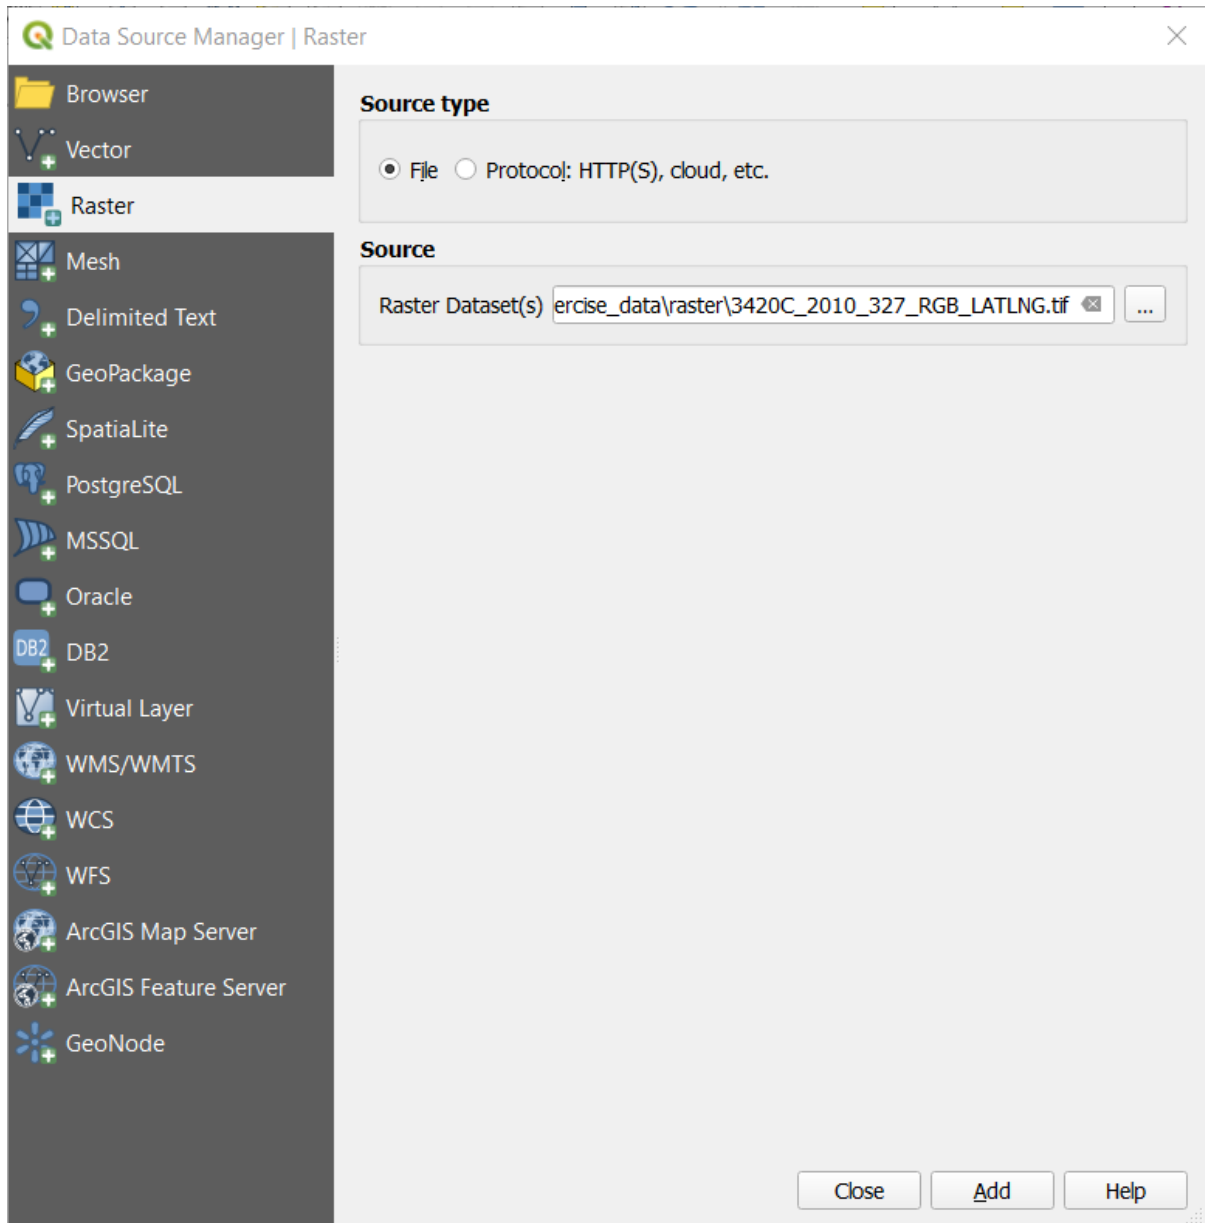 Data Source Manager | Raster
Browser
Vector
Raster
Mesh
Delimited Text
GeoPackage
SpatiaLite
PostgreSQL
MSSQL
Oracle
DB2
DB2
Virtual Layer
WMS/WMTS
WCS
WFS
ArcGIS Map Server
ArcGIS Feature Server
GeoNode
Source type
File Protocol: HTTP(S), cloud, etc.
Source
Raster Dataset(s) ercise_data\raster\3420C_2010_327_RGB_LATLNG.tif ...
Close Add Help